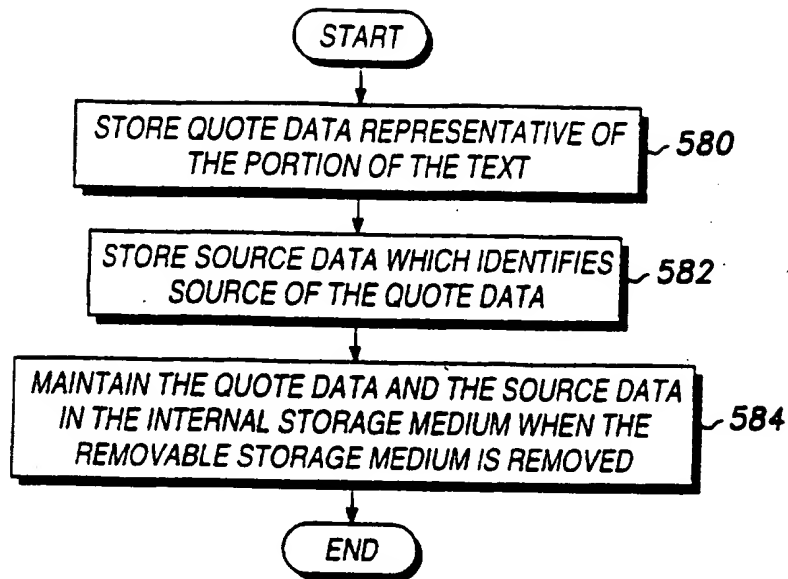 START
STORE QUOTE DATA REPRESENTATIVE OF
THE PORTION OF THE TEXT
580
STORE SOURCE DATA WHICH IDENTIFIES
SOURCE OF THE QUOTE DATA
582
MAINTAIN THE QUOTE DATA AND THE SOURCE DATA
IN THE INTERNAL STORAGE MEDIUM WHEN THE
REMOVABLE STORAGE MEDIUM IS REMOVED
584
END